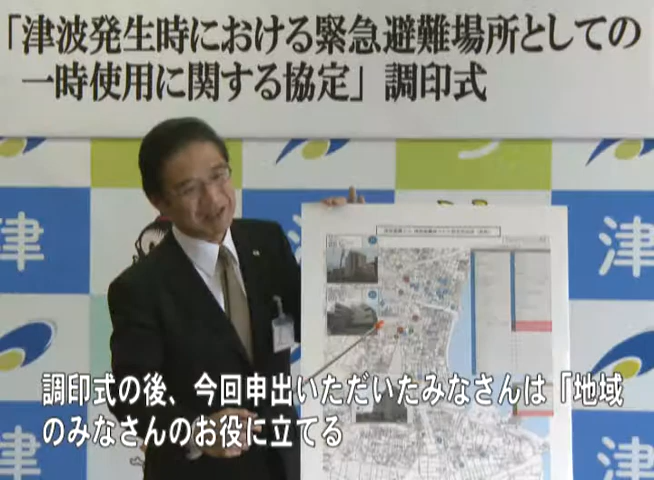 「津波発生時における緊急避難場所としての
一時使用に関する協定」調印式
津
津
調印式の後、今回申出いただいたみなさんは「地域
のみなさんのお役に立てる
津
津